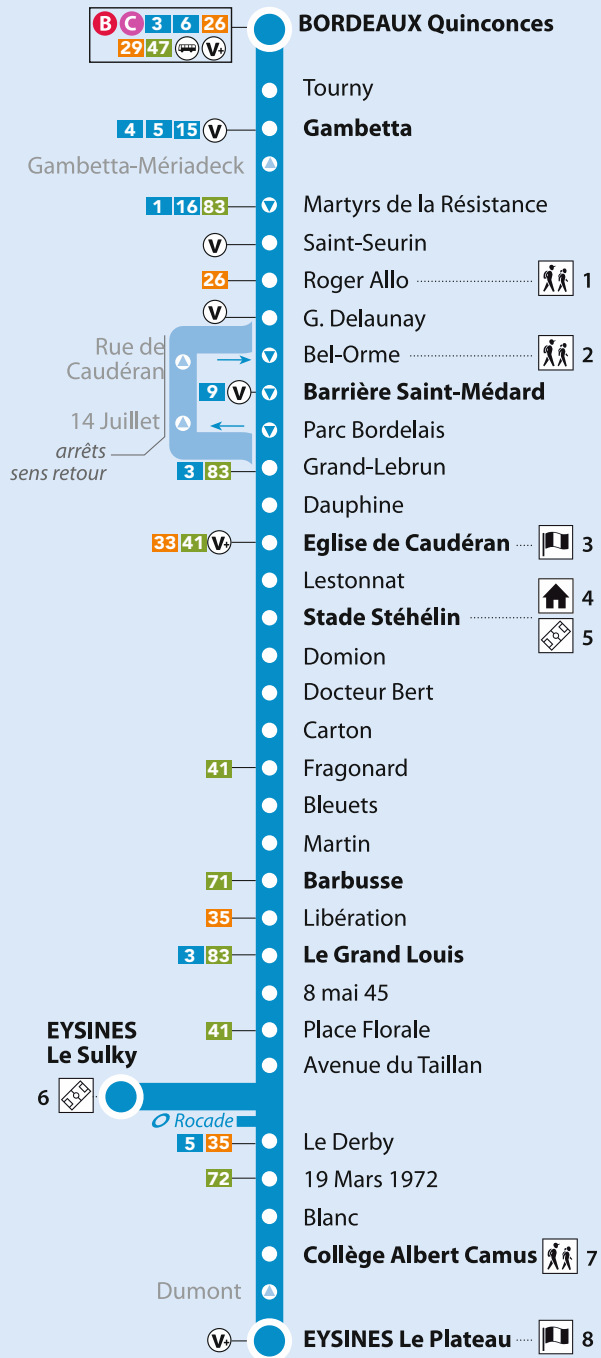 B C 3 6 26 BORDEAUX Quinconces
29 47 V+
Tourny
4 5 15 V Gambetta
Gambetta-Mériadeck
1 16 83 Martyrs de la Résistance
V Saint-Seurin
26 Roger Allo 1
V G. Delaunay
Rue de
Caudéran
Bel-Orme 2
9 V Barrière Saint-Médard
14 Juillet
Parc Bordelais
arrêts
sens retour
3 83 Grand-Lebrun
Dauphine
33 41 V+ Eglise de Caudéran 3
Lestonnat
4
Stade Stéhélin
5
Domion
Docteur Bert
Carton
41 Fragonard
Bleuets
Martin
71 Barbusse
35 Libération
3 83 Le Grand Louis
8 mai 45
41 Place Florale
EYSINES
Le Sulky
Avenue du Taillan
6
Rocade
5 35 Le Derby
72 19 Mars 1972
Blanc
Collège Albert Camus 7
Dumont
V+ EYSINES Le Plateau 8